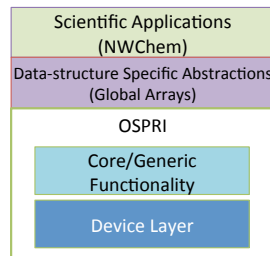 Scientific Applications
(NWChem)
Data-structure Specific Abstractions
(Global Arrays)
OSPRI
Core/Generic
Functionality
Device Layer